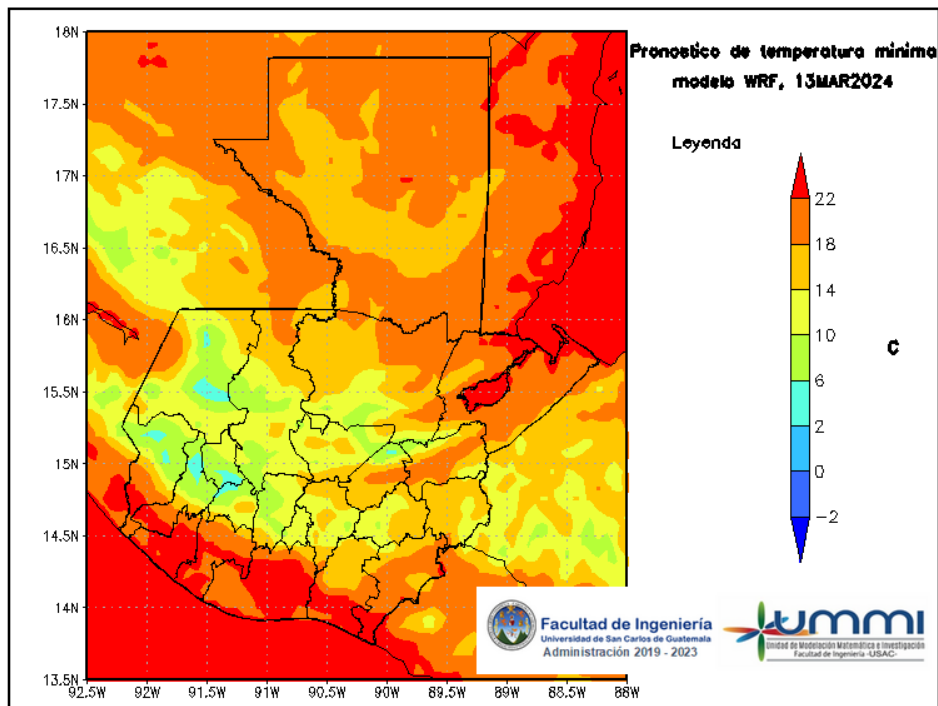 Pronostico de temperatura minima
modelo WRF, 13MAR2024
Leyenda
22
18
14
10
6
2
0
−2
C
18N
17.5N
17N
16.5N
16N
15.5N
15N
14.5N
14N
13.5N
92.5W 92W 91.5W 91W 90.5W 90W 89.5W 89W 88.5W 88W
Facultad de Ingeniería
Universidad de San Carlos de Guatemala
Administración 2019 - 2023
ummi
Unidad de Modelación Matemática e Investigación
Facultad de Ingeniería -USAC-